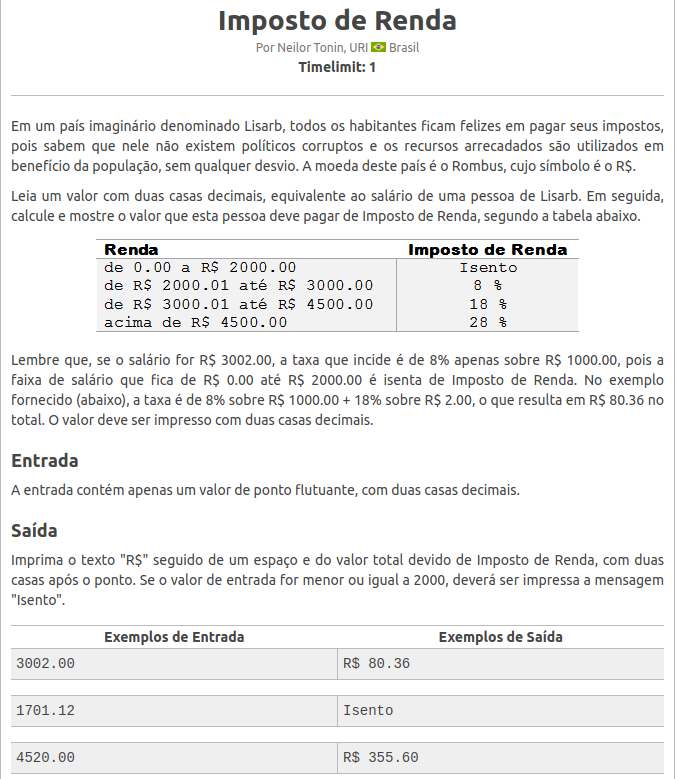 Imposto de Renda
Por Neilor Tonin, URI Brasil
Timelimit: 1
Em um país imaginário denominado Lisarb, todos os habitantes ficam felizes em pagar seus impostos,
pois sabem que nele não existem políticos corruptos e os recursos arrecadados são utilizados em
benefício da população, sem qualquer desvio. A moeda deste país é o Rombus, cujo símbolo é o R$.
Leia um valor com duas casas decimais, equivalente ao salário de uma pessoa de Lisarb. Em seguida,
calcule e mostre o valor que esta pessoa deve pagar de Imposto de Renda, segundo a tabela abaixo.
Renda Imposto de Renda
de 0.00 a R$ 2000.00 Isento
de R$ 2000.01 até R$ 3000.00 8 %
de R$ 3000.01 até R$ 4500.00 18 %
acima de R$ 4500.00 28 %
Lembre que, se o salário for R$ 3002.00, a taxa que incide é de 8% apenas sobre R$ 1000.00, pois a
faixa de salário que fica de R$ 0.00 até R$ 2000.00 é isenta de Imposto de Renda. No exemplo
fornecido (abaixo), a taxa é de 8% sobre R$ 1000.00 + 18% sobre R$ 2.00, o que resulta em R$ 80.36 no
total. O valor deve ser impresso com duas casas decimais.
Entrada
A entrada contém apenas um valor de ponto flutuante, com duas casas decimais.
Saída
Imprima o texto "R$" seguido de um espaço e do valor total devido de Imposto de Renda, com duas
casas após o ponto. Se o valor de entrada for menor ou igual a 2000, deverá ser impressa a mensagem
"Isento".
Exemplos de Entrada Exemplos de Saída
3002.00 R$ 80.36
1701.12 Isento
4520.00 R$ 355.60